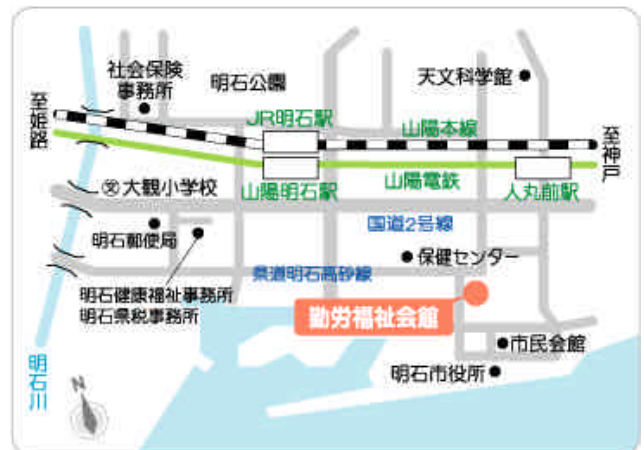 社会保険
事務所
明石公園
天文科学館
至姫路
JR明石駅
山陽本線
至神戸
文
大観小学校
山陽明石駅
山陽電鉄
人丸前駅
国道2号線
明石郵便局
保健センター
県道明石高砂線
明石健康福祉事務所
明石県税事務所
勤労福祉会館
市民会館
明石市役所
明石川
N